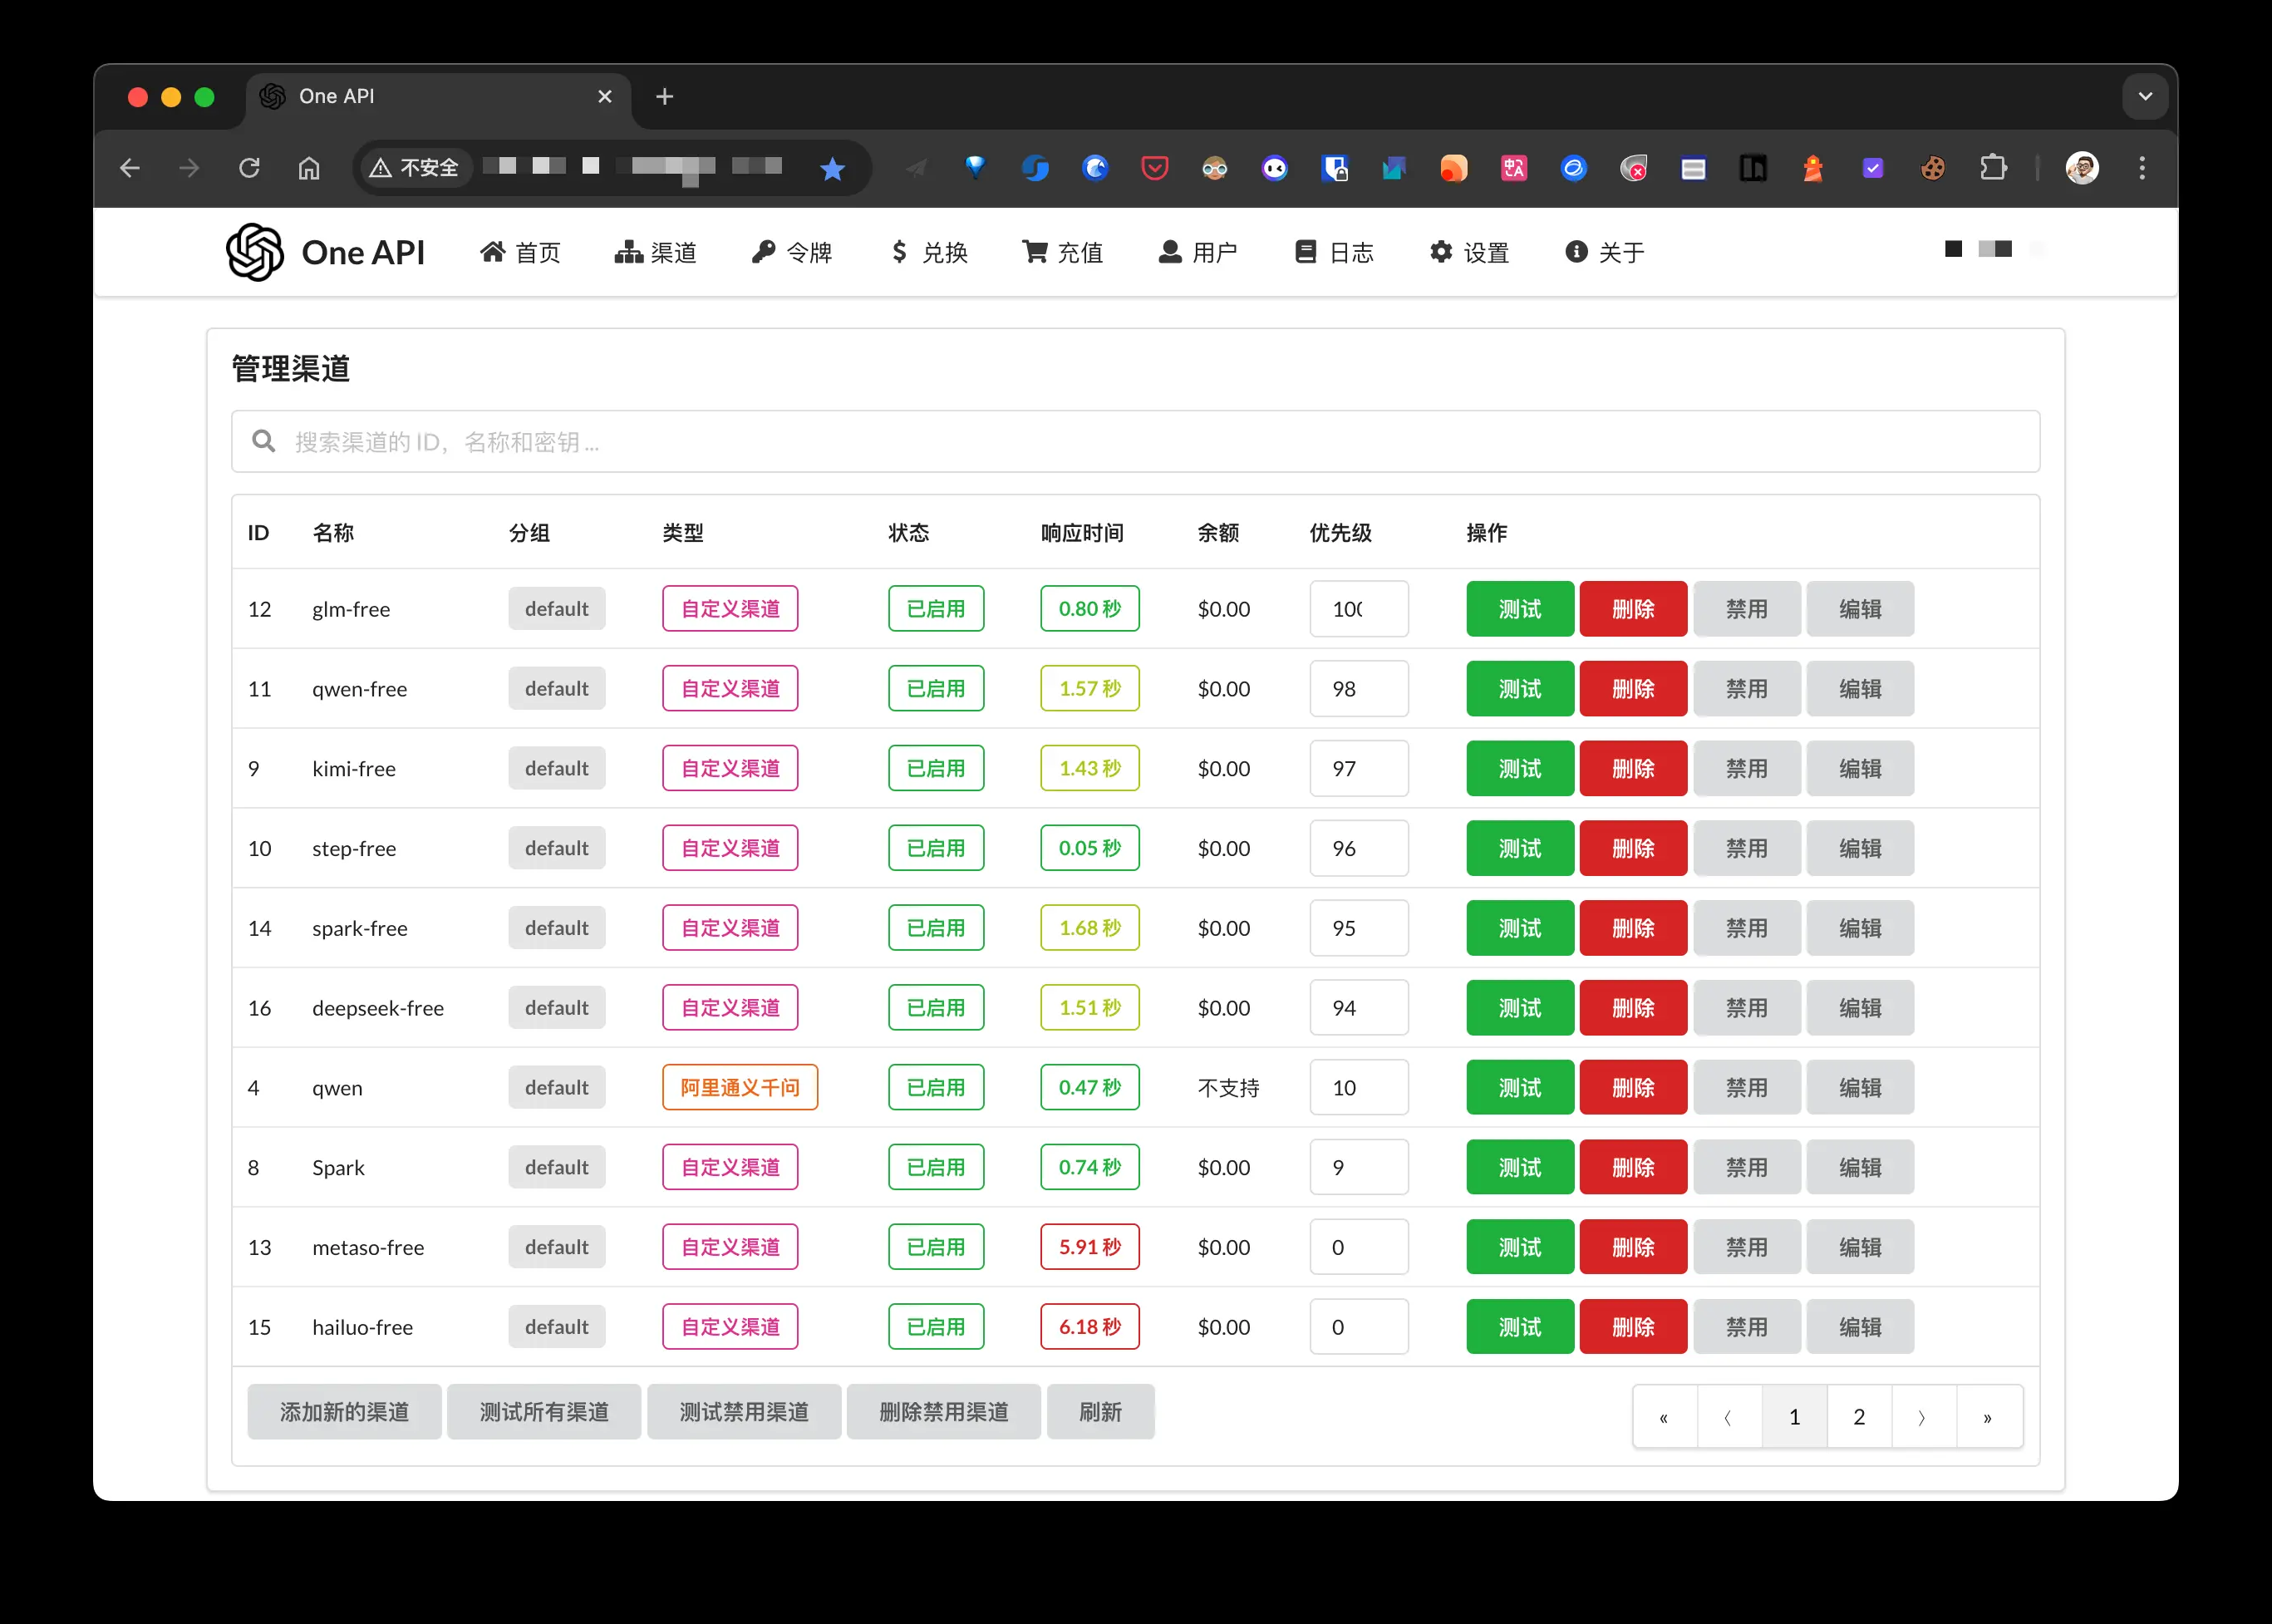 One API
不安全
One API 首页 渠道 令牌 兑换 充值 用户 日志 设置 关于
管理渠道
搜索渠道的 ID，名称和密钥 ...
ID 名称 分组 类型 状态 响应时间 余额 优先级 操作
12 glm-free default 自定义渠道 已启用 0.80 秒 $0.00 100 测试 删除 禁用 编辑
11 qwen-free default 自定义渠道 已启用 1.57 秒 $0.00 98 测试 删除 禁用 编辑
9 kimi-free default 自定义渠道 已启用 1.43 秒 $0.00 97 测试 删除 禁用 编辑
10 step-free default 自定义渠道 已启用 0.05 秒 $0.00 96 测试 删除 禁用 编辑
14 spark-free default 自定义渠道 已启用 1.68 秒 $0.00 95 测试 删除 禁用 编辑
16 deepseek-free default 自定义渠道 已启用 1.51 秒 $0.00 94 测试 删除 禁用 编辑
4 qwen default 阿里通义千问 已启用 0.47 秒 不支持 10 测试 删除 禁用 编辑
8 Spark default 自定义渠道 已启用 0.74 秒 $0.00 9 测试 删除 禁用 编辑
13 metaso-free default 自定义渠道 已启用 5.91 秒 $0.00 0 测试 删除 禁用 编辑
15 hailuo-free default 自定义渠道 已启用 6.18 秒 $0.00 0 测试 删除 禁用 编辑
添加新的渠道 测试所有渠道 测试禁用渠道 删除禁用渠道 刷新 « 〈 1 2 〉 »